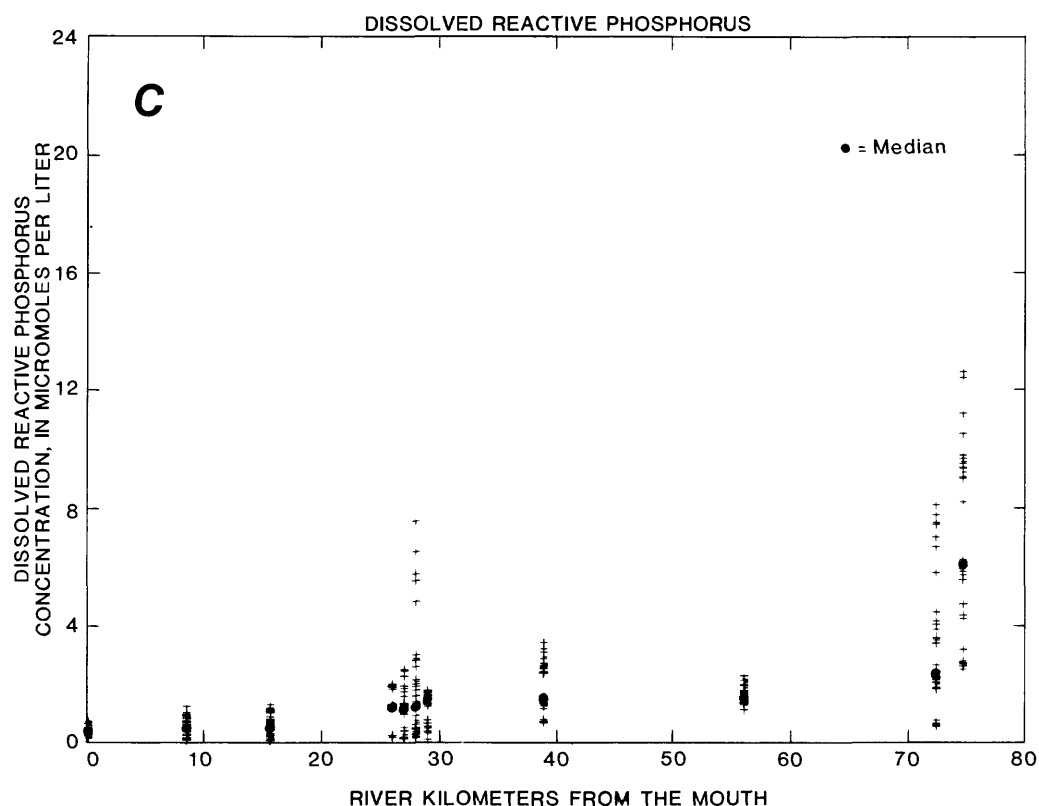 DISSOLVED REACTIVE PHOSPHORUS
24
C
20
● = Median
16
12
8
4
0
DISSOLVED REACTIVE PHOSPHORUS
CONCENTRATION, IN MICROMOLES PER LITER
0 10 20 30 40 50 60 70 80
RIVER KILOMETERS FROM THE MOUTH